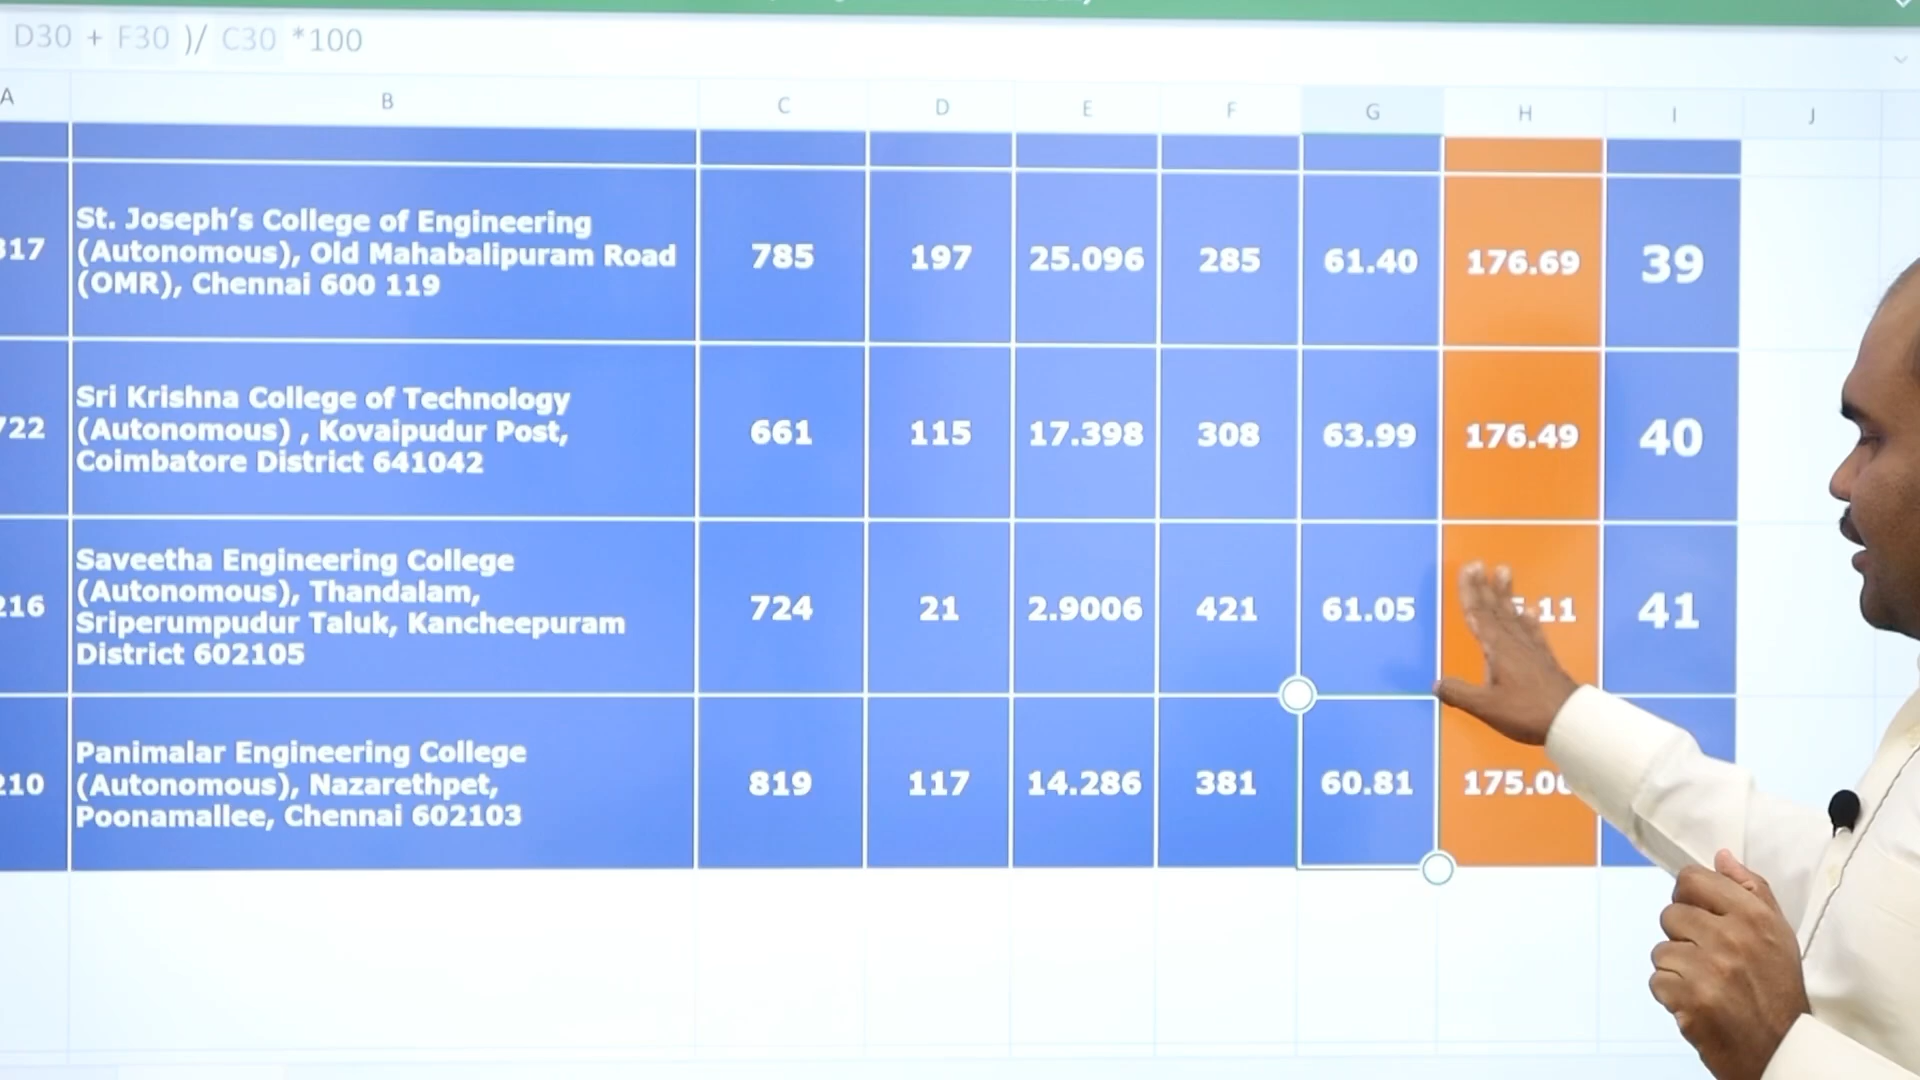 D30 + F30 )/ C30 *100
A B C D E F G H I J
St. Joseph's College of Engineering
(Autonomous), Old Mahabalipuram Road
(OMR), Chennai 600 119
317 785 197 25.096 285 61.40 176.69 39
Sri Krishna College of Technology
(Autonomous) , Kovaipudur Post,
Coimbatore District 641042
722 661 115 17.398 308 63.99 176.49 40
Saveetha Engineering College
(Autonomous), Thandalam,
Sriperumpudur Taluk, Kancheepuram
District 602105
216 724 21 2.9006 421 61.05 .11 41
Panimalar Engineering College
(Autonomous), Nazarethpet,
Poonamallee, Chennai 602103
210 819 117 14.286 381 60.81 175.0